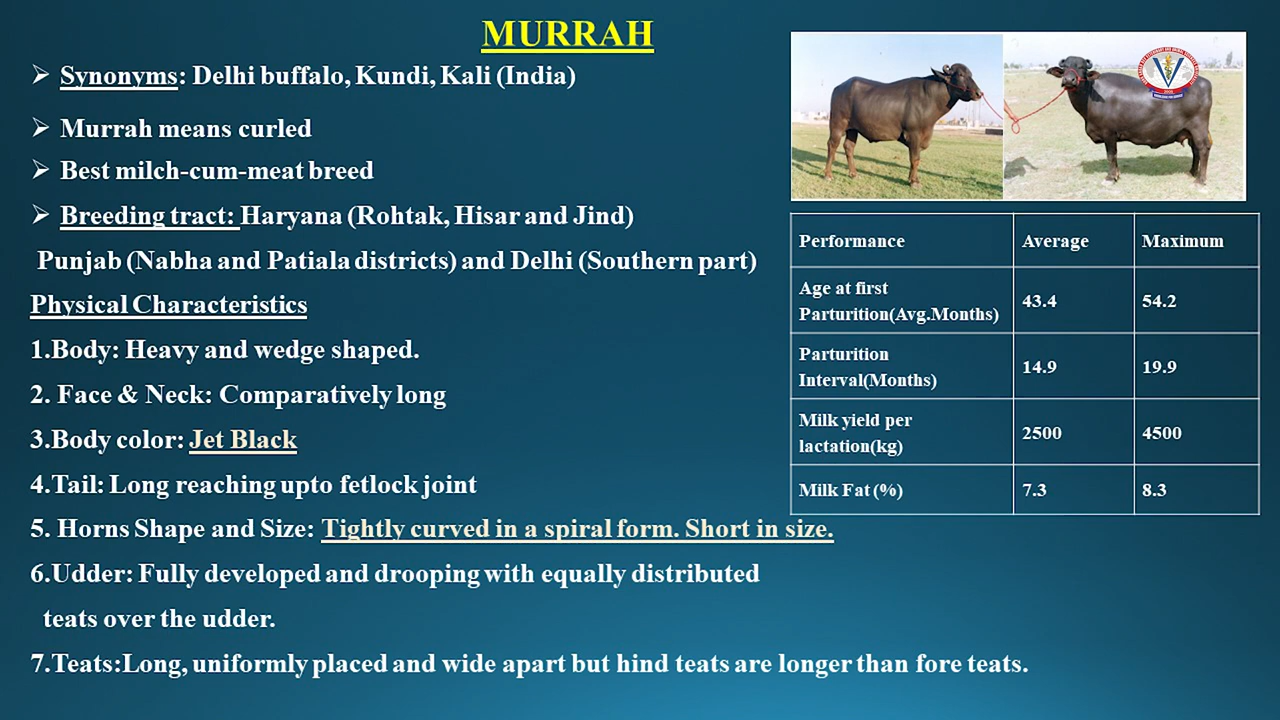 MURRAH
➢ Synonyms: Delhi buffalo, Kundi, Kali (India)
➢ Murrah means curled
➢ Best milch-cum-meat breed
➢ Breeding tract: Haryana (Rohtak, Hisar and Jind)
Punjab (Nabha and Patiala districts) and Delhi (Southern part)
Physical Characteristics
1.Body: Heavy and wedge shaped.
2. Face & Neck: Comparatively long
3.Body color: Jet Black
4.Tail: Long reaching upto fetlock joint
5. Horns Shape and Size: Tightly curved in a spiral form. Short in size.
6.Udder: Fully developed and drooping with equally distributed
teats over the udder.
7.Teats:Long, uniformly placed and wide apart but hind teats are longer than fore teats.
Performance Average Maximum
Age at first
Parturition(Avg.Months) 43.4 54.2
Parturition
Interval(Months) 14.9 19.9
Milk yield per
lactation(kg) 2500 4500
Milk Fat (%) 7.3 8.3